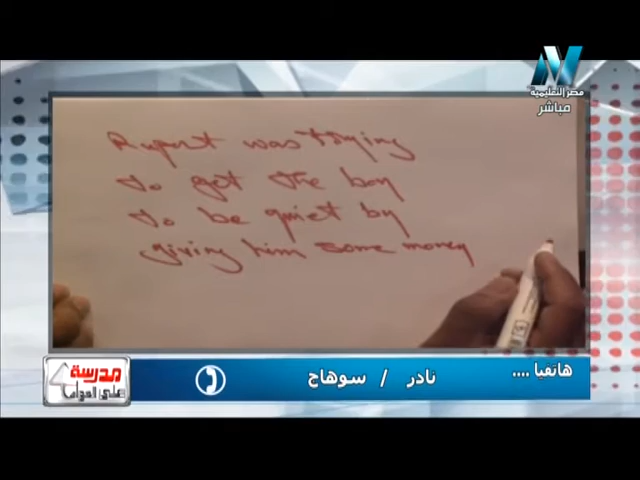 مصر التعليمية
مباشر
Rupert was trying
to get the boy
to be quiet by
giving him some money
هاتفيا ....
نادر / سوهاج
مدرسة
على الهواء